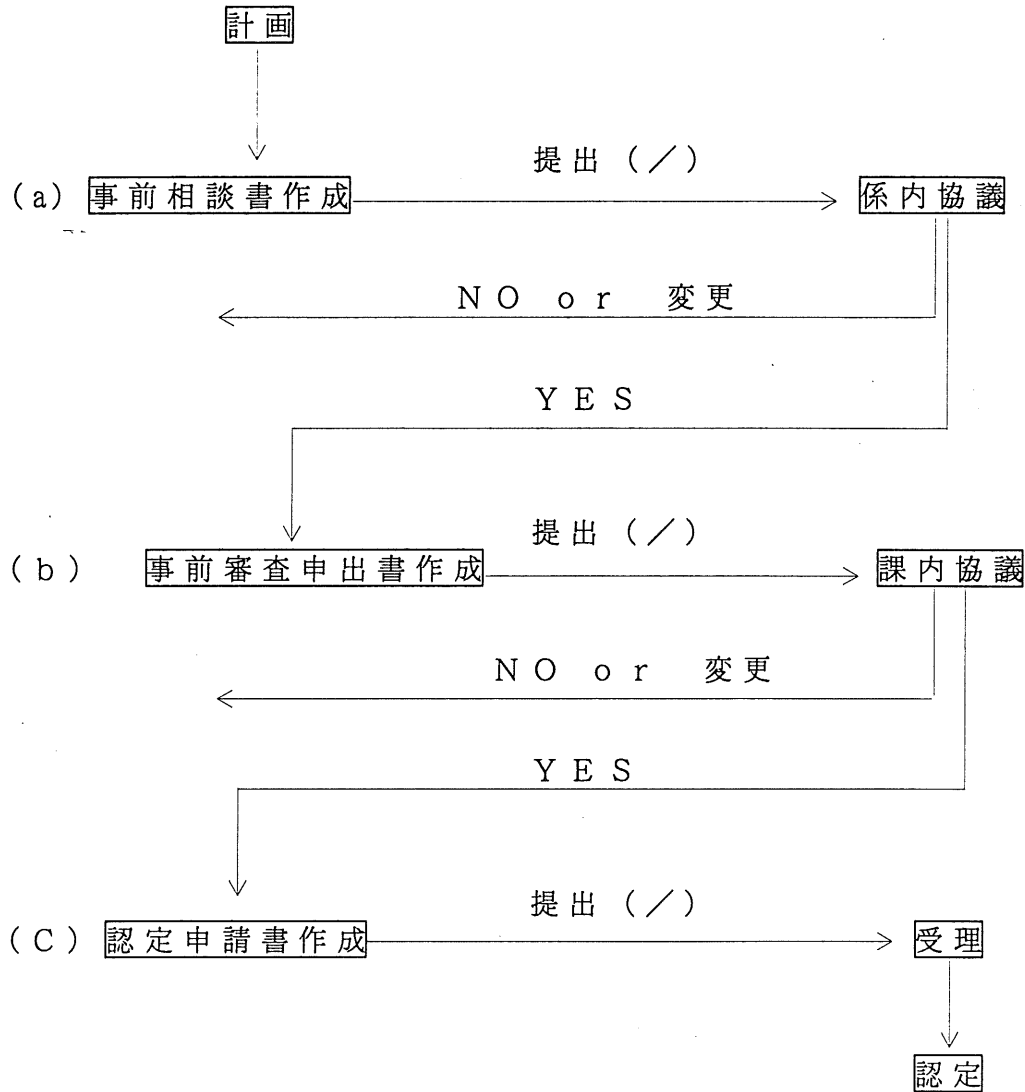 計画
提出(／)
(a) 事前相談書作成 係内協議
NO or 変更
YES
提出(／)
(b) 事前審査申出書作成 課内協議
NO or 変更
YES
提出(／)
(C) 認定申請書作成 受理
認定